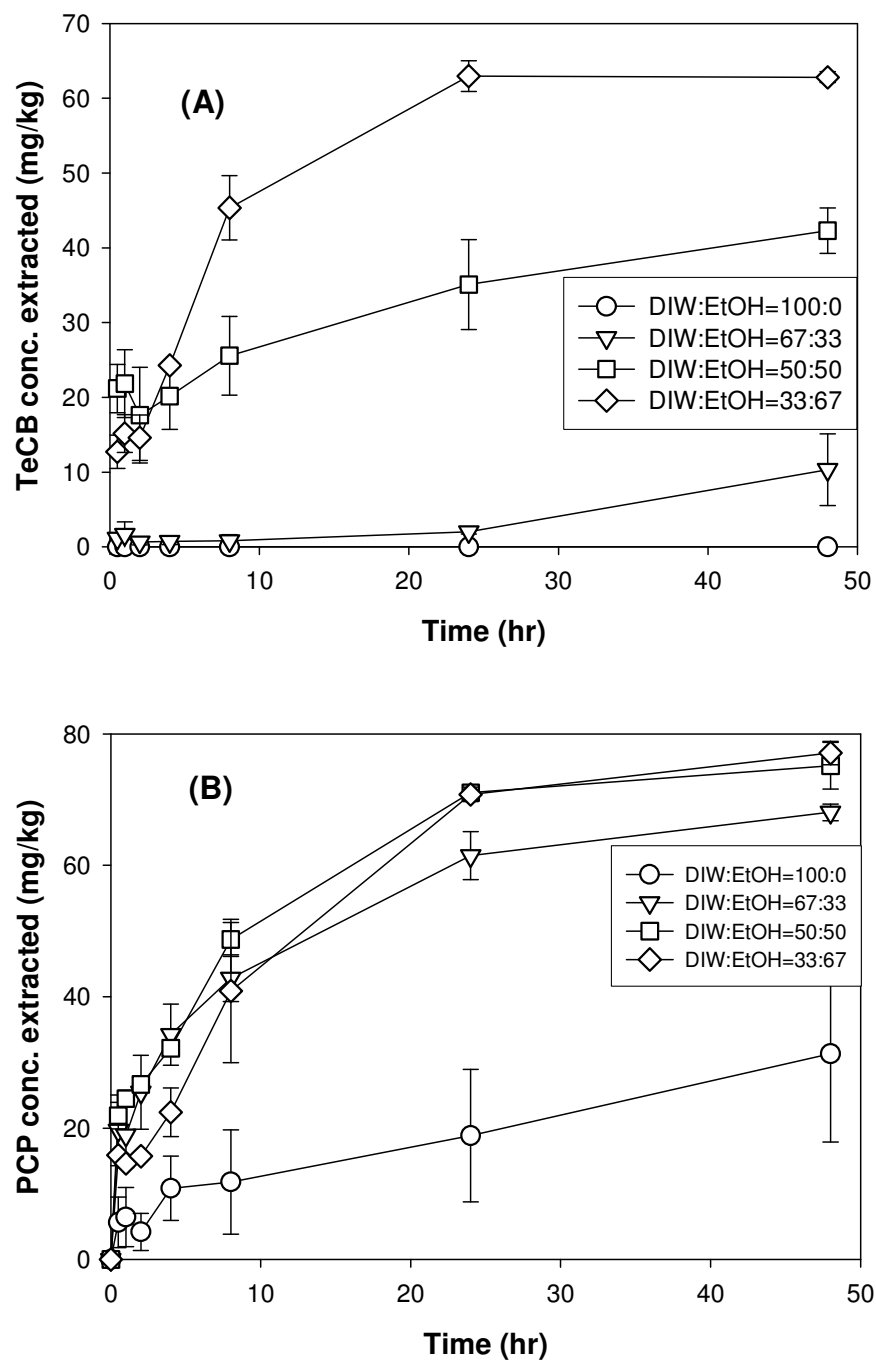 70
60
50
40
30
20
10
0
TeCB conc. extracted (mg/kg)
(A)
DIW:EtOH=100:0
DIW:EtOH=67:33
DIW:EtOH=50:50
DIW:EtOH=33:67
0 10 20 30 40 50
Time (hr)
80
60
40
20
0
PCP conc. extracted (mg/kg)
(B)
DIW:EtOH=100:0
DIW:EtOH=67:33
DIW:EtOH=50:50
DIW:EtOH=33:67
0 10 20 30 40 50
Time (hr)